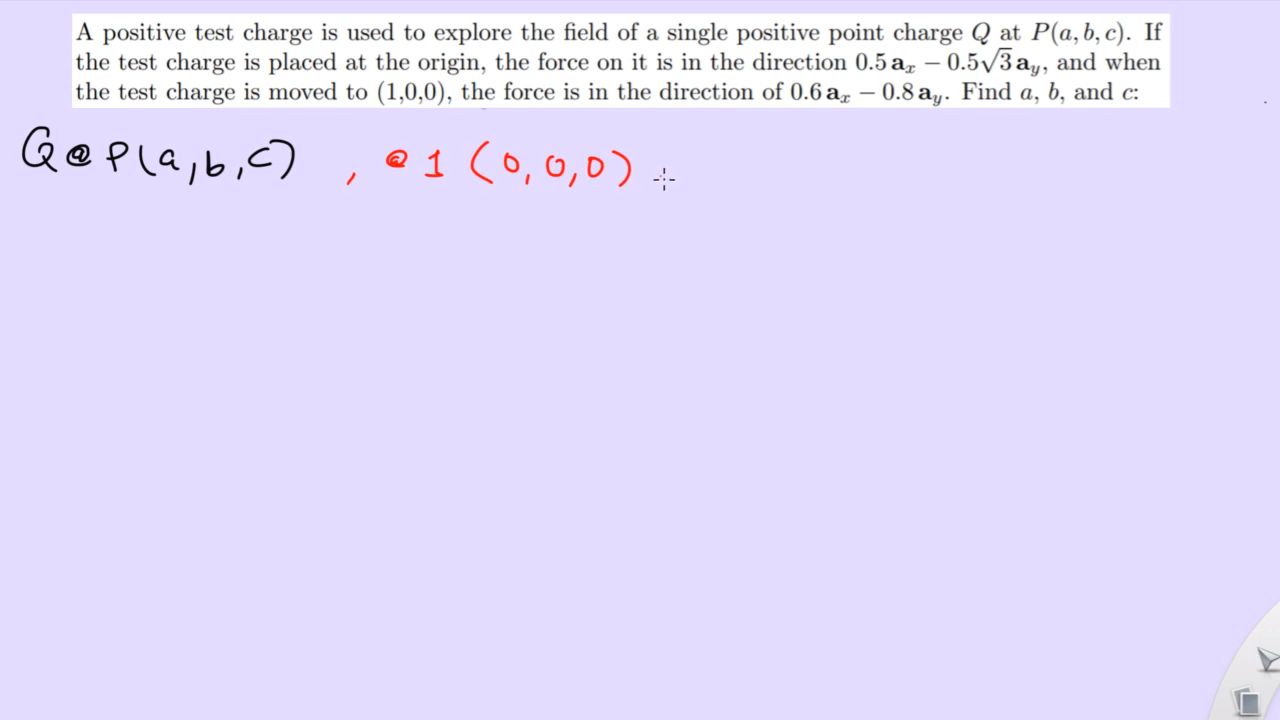 A positive test charge is used to explore the field of a single positive point charge Q at P(a, b, c). If
the test charge is placed at the origin, the force on it is in the direction 0.5 aₓ − 0.5√3 a_y, and when
the test charge is moved to (1,0,0), the force is in the direction of 0.6 aₓ − 0.8 a_y. Find a, b, and c:
Q @ P(a,b,c) , @ 1 (0,0,0)